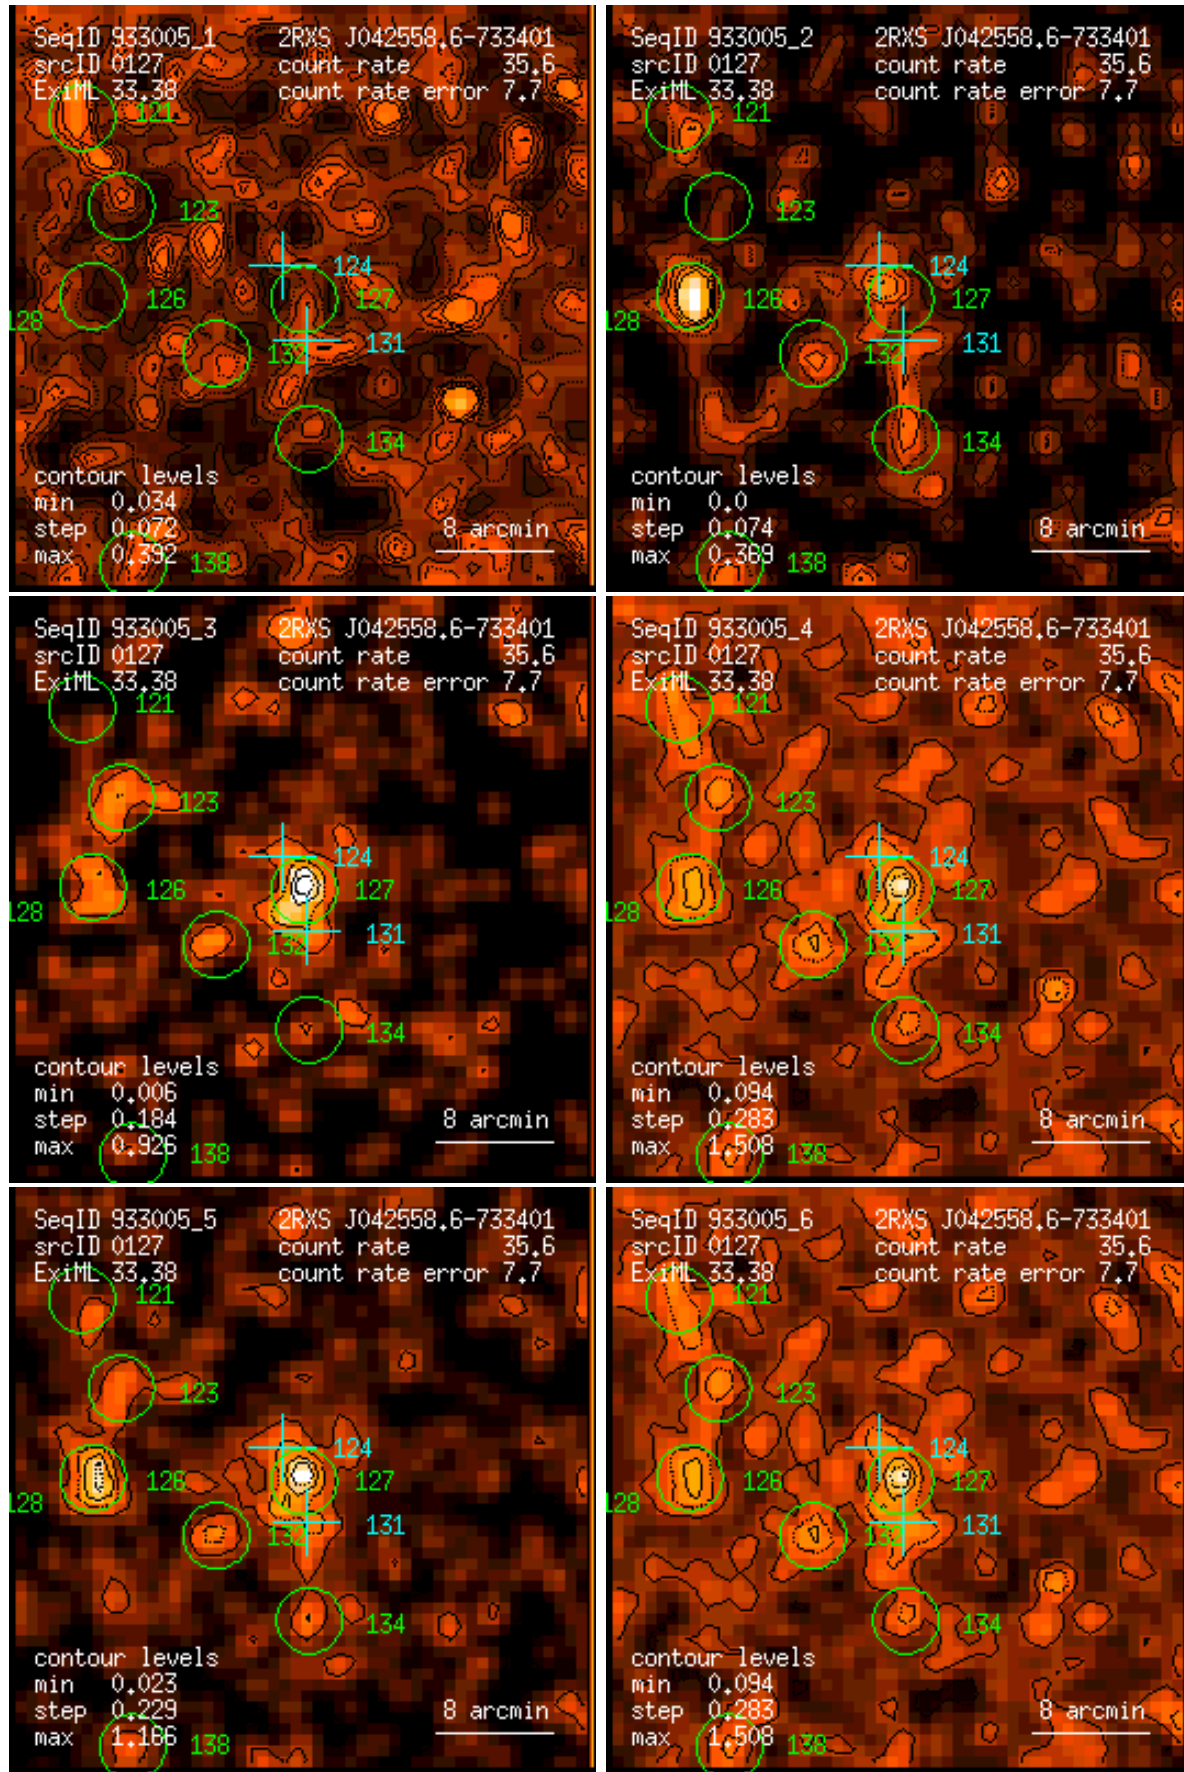 SeqID 933005_1 2RXS J042558.6-733401
srcID 0127 count rate 35.6
ExiML 33.38 count rate error 7.7
121
123
124
126 127
128
132 131
134
contour levels
min 0.034
step 0.072 8 arcmin
max 0.392 138
SeqID 933005_2 2RXS J042558.6-733401
srcID 0127 count rate 35.6
ExiML 33.38 count rate error 7.7
121
123
124
126 127
128
132 131
134
contour levels
min 0.0
step 0.074 8 arcmin
max 0.369 138
SeqID 933005_3 2RXS J042558.6-733401
srcID 0127 count rate 35.6
ExiML 33.38 count rate error 7.7
121
123
124
126 127
128
132 131
134
contour levels
min 0.006
step 0.184 8 arcmin
max 0.926 138
SeqID 933005_4 2RXS J042558.6-733401
srcID 0127 count rate 35.6
ExiML 33.38 count rate error 7.7
121
123
124
126 127
128
132 131
134
contour levels
min 0.094
step 0.283 8 arcmin
max 1.508 138
SeqID 933005_5 2RXS J042558.6-733401
srcID 0127 count rate 35.6
ExiML 33.38 count rate error 7.7
121
123
124
126 127
128
132 131
134
contour levels
min 0.023
step 0.229 8 arcmin
max 1.166 138
SeqID 933005_6 2RXS J042558.6-733401
srcID 0127 count rate 35.6
ExiML 33.38 count rate error 7.7
121
123
124
126 127
128
132 131
134
contour levels
min 0.094
step 0.283 8 arcmin
max 1.508 138